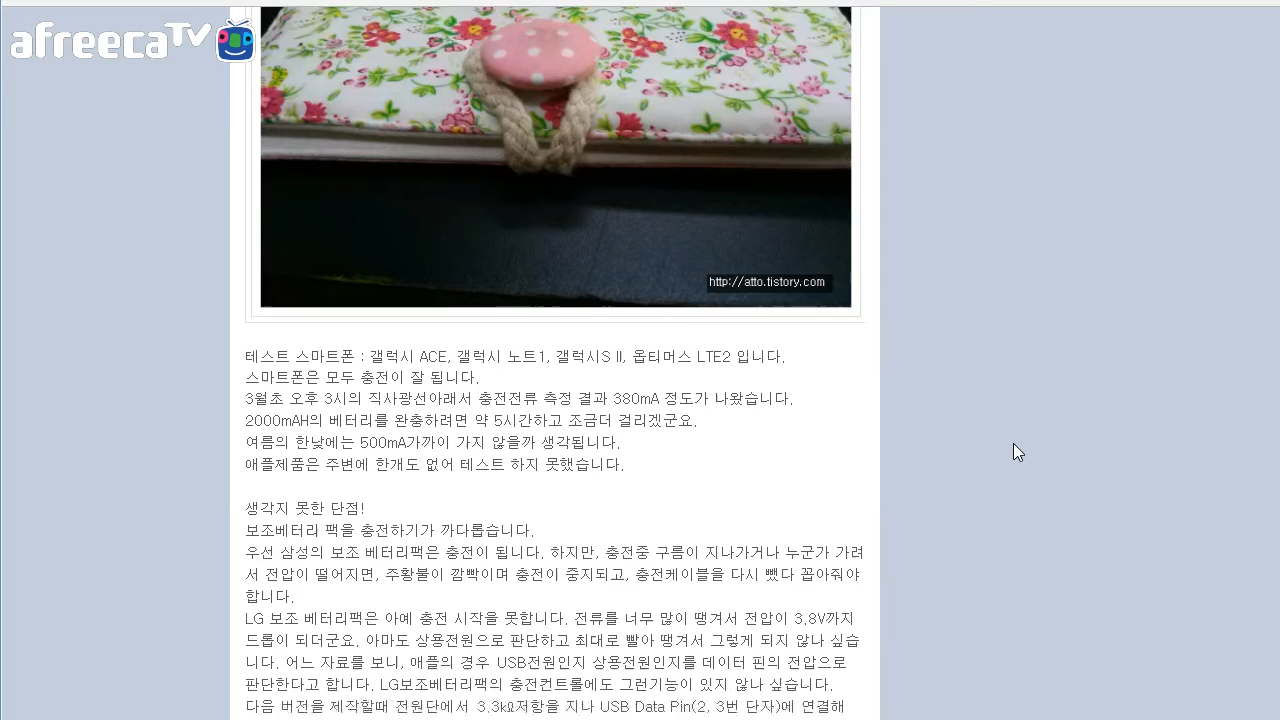 afreecaTV
http://atto.tistory.com
테스트 스마트폰 : 갤럭시 ACE, 갤럭시 노트1, 갤럭시S II, 옵티머스 LTE2 입니다.
스마트폰은 모두 충전이 잘 됩니다.
3월초 오후 3시의 직사광선아래서 충전전류 측정 결과 380mA 정도가 나왔습니다.
2000mAH의 베터리를 완충하려면 약 5시간하고 조금더 걸리겠군요.
여름의 한낮에는 500mA가까이 가지 않을까 생각됩니다.
애플제품은 주변에 한개도 없어 테스트 하지 못했습니다.
생각지 못한 단점!
보조베터리 팩을 충전하기가 까다롭습니다.
우선 삼성의 보조 베터리팩은 충전이 됩니다. 하지만, 충전중 구름이 지나가거나 누군가 가려
서 전압이 떨어지면, 주황불이 깜빡이며 충전이 중지되고, 충전케이블을 다시 뺐다 꼽아줘야
합니다.
LG 보조 베터리팩은 아예 충전 시작을 못합니다. 전류를 너무 많이 땡겨서 전압이 3.8V까지
드롭이 되더군요. 아마도 상용전원으로 판단하고 최대로 빨아 땡겨서 그렇게 되지 않나 싶습
니다. 어느 자료를 보니, 애플의 경우 USB전원인지 상용전원인지를 데이터 핀의 전압으로
판단한다고 합니다. LG보조베터리팩의 충전컨트롤에도 그런기능이 있지 않나 싶습니다.
다음 버전을 제작할때 전원단에서 3.3kΩ저항을 지나 USB Data Pin(2, 3번 단자)에 연결해